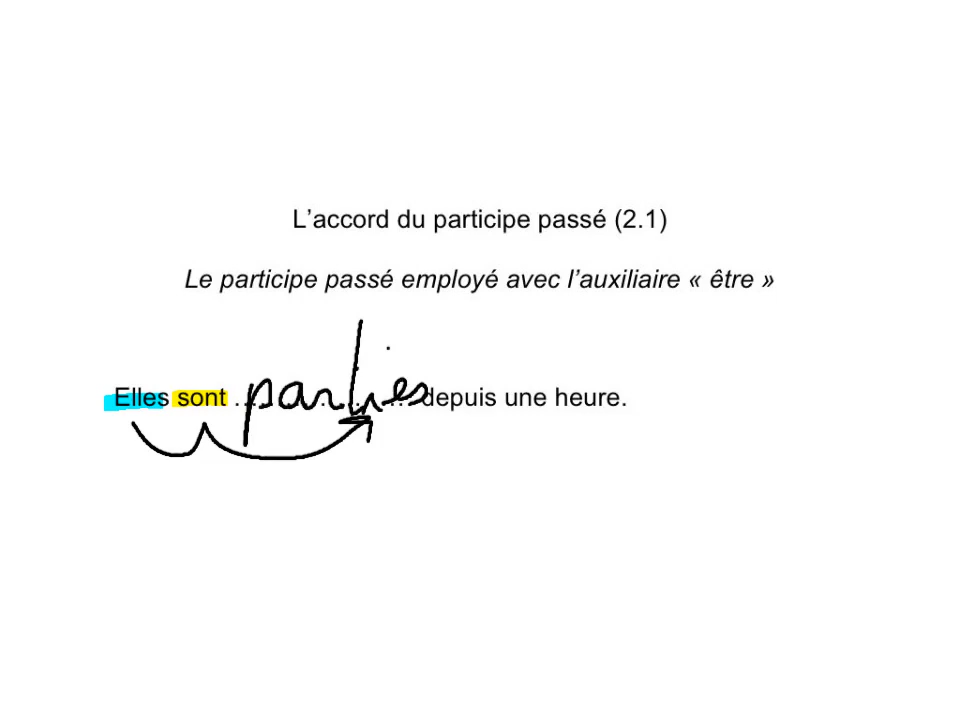 L'accord du participe passé (2.1)
Le participe passé employé avec l'auxiliaire « être »
Elles sont parties depuis une heure.